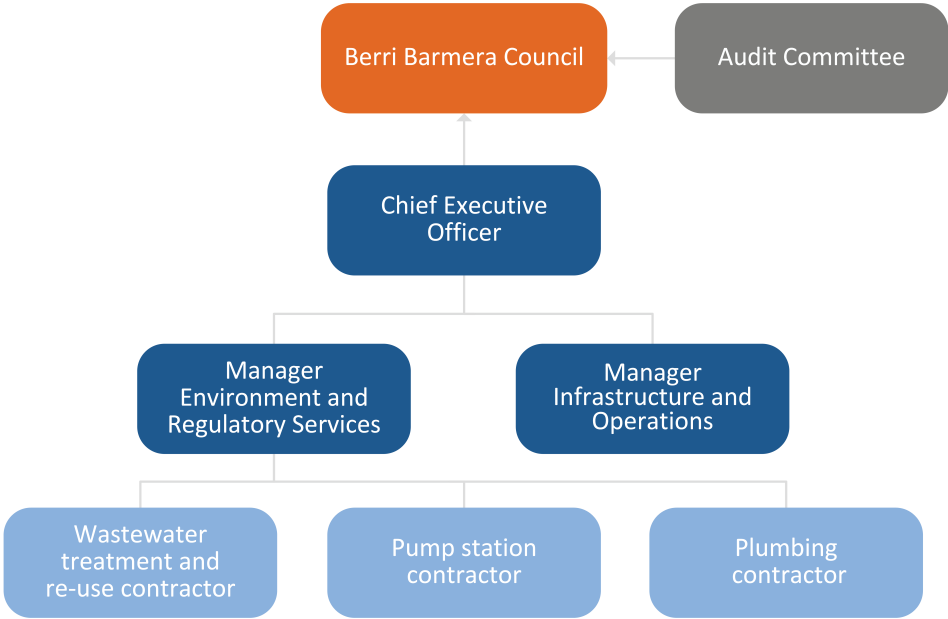 Berri Barmera Council
Audit Committee
Chief Executive
Officer
Manager
Environment and
Regulatory Services
Manager
Infrastructure and
Operations
Wastewater
treatment and
re-use contractor
Pump station
contractor
Plumbing
contractor